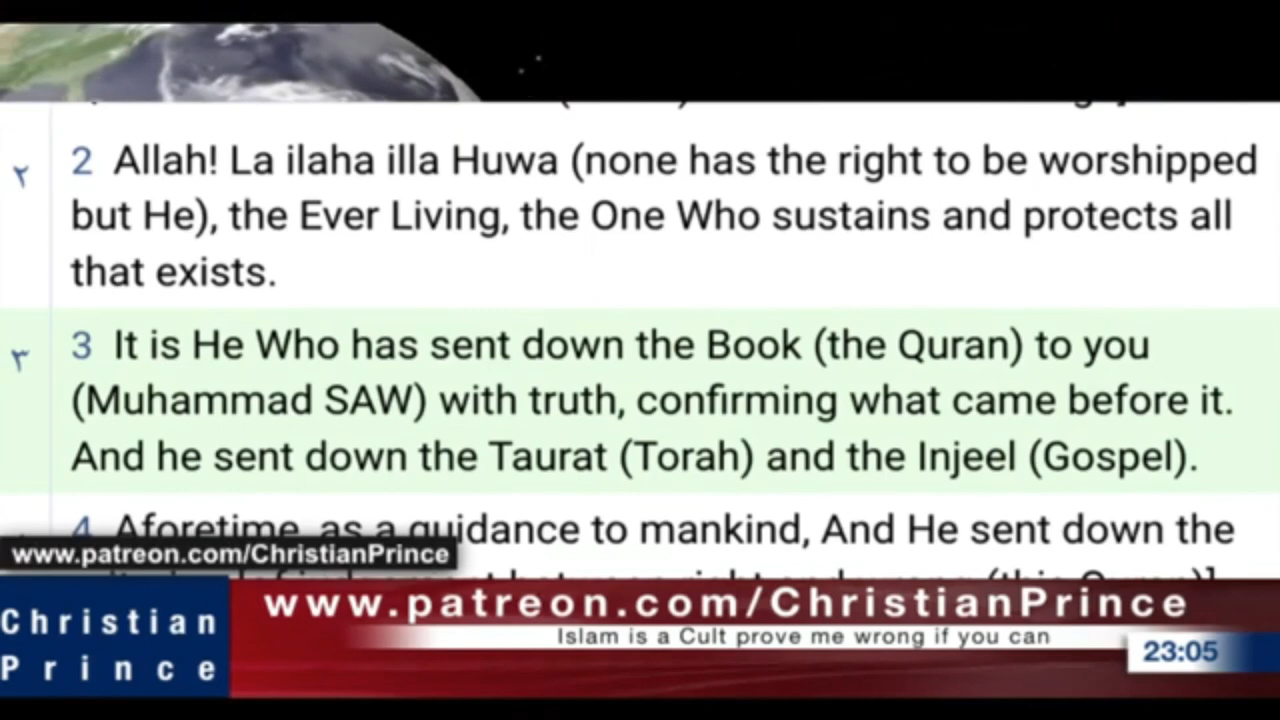 ٢
2 Allah! La ilaha illa Huwa (none has the right to be worshipped
but He), the Ever Living, the One Who sustains and protects all
that exists.
٣
3 It is He Who has sent down the Book (the Quran) to you
(Muhammad SAW) with truth, confirming what came before it.
And he sent down the Taurat (Torah) and the Injeel (Gospel).
4 Aforetime, as a guidance to mankind, And He sent down the
(this Quran)]
www.patreon.com/ChristianPrince
Christian
Prince
www.patreon.com/ChristianPrince
Islam is a Cult prove me wrong if you can
23:05